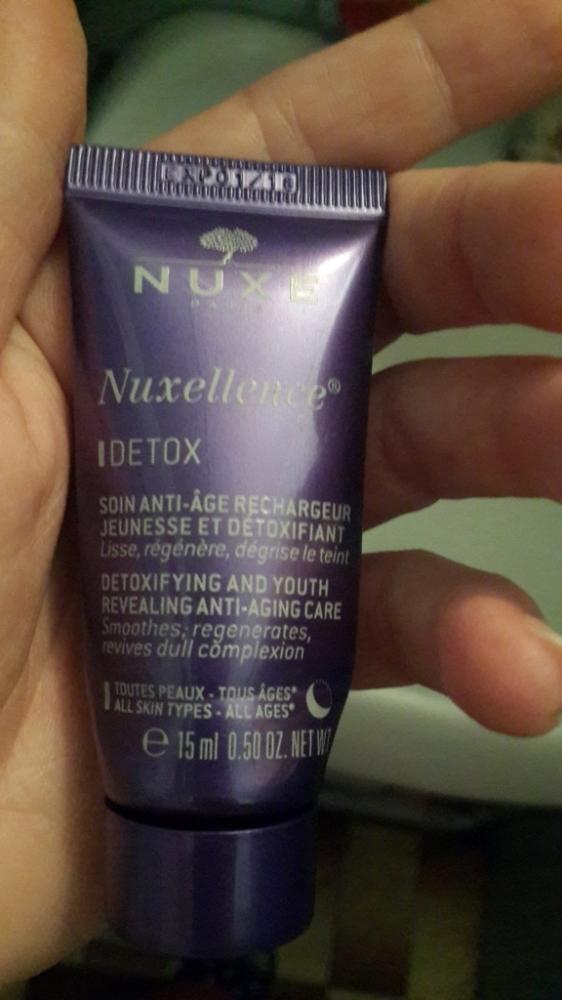 EXP01/18
NUXE
PARIS
Nuxellence®
DETOX
SOIN ANTI-ÂGE RECHARGEUR
JEUNESSE ET DÉTOXIFIANT
Lisse, régénère, dégrise le teint
DETOXIFYING AND YOUTH
REVEALING ANTI-AGING CARE
Smoothes, regenerates,
revives dull complexion
TOUTES PEAUX - TOUS ÂGES*
ALL SKIN TYPES - ALL AGES*
e 15 ml 0.50 OZ. NET WT